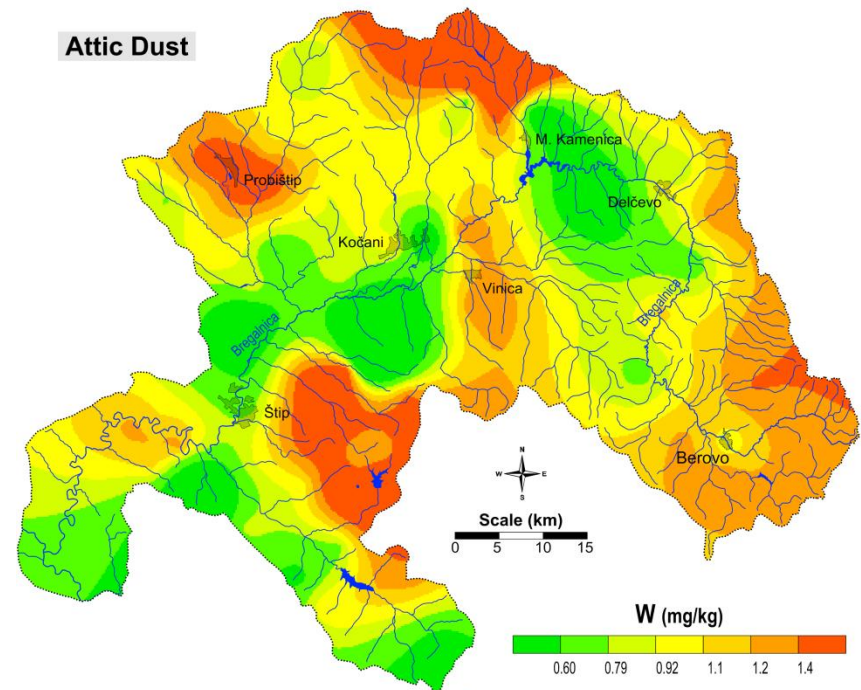 Attic Dust
M. Kamenica
Probištip
Delčevo
Kočani
Vinica
Bregalnica
Bregalnica
Štip
Berovo
N
W E
S
Scale (km)
0 5 10 15
W (mg/kg)
0.60 0.79 0.92 1.1 1.2 1.4